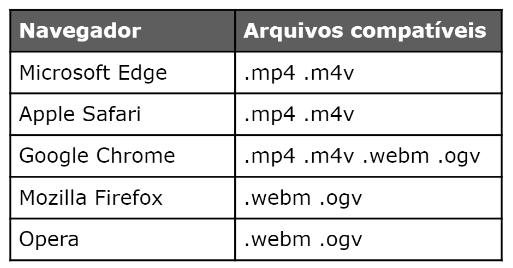 Navegador Arquivos compatíveis
Microsoft Edge .mp4 .m4v
Apple Safari .mp4 .m4v
Google Chrome .mp4 .m4v .webm .ogv
Mozilla Firefox .webm .ogv
Opera .webm .ogv